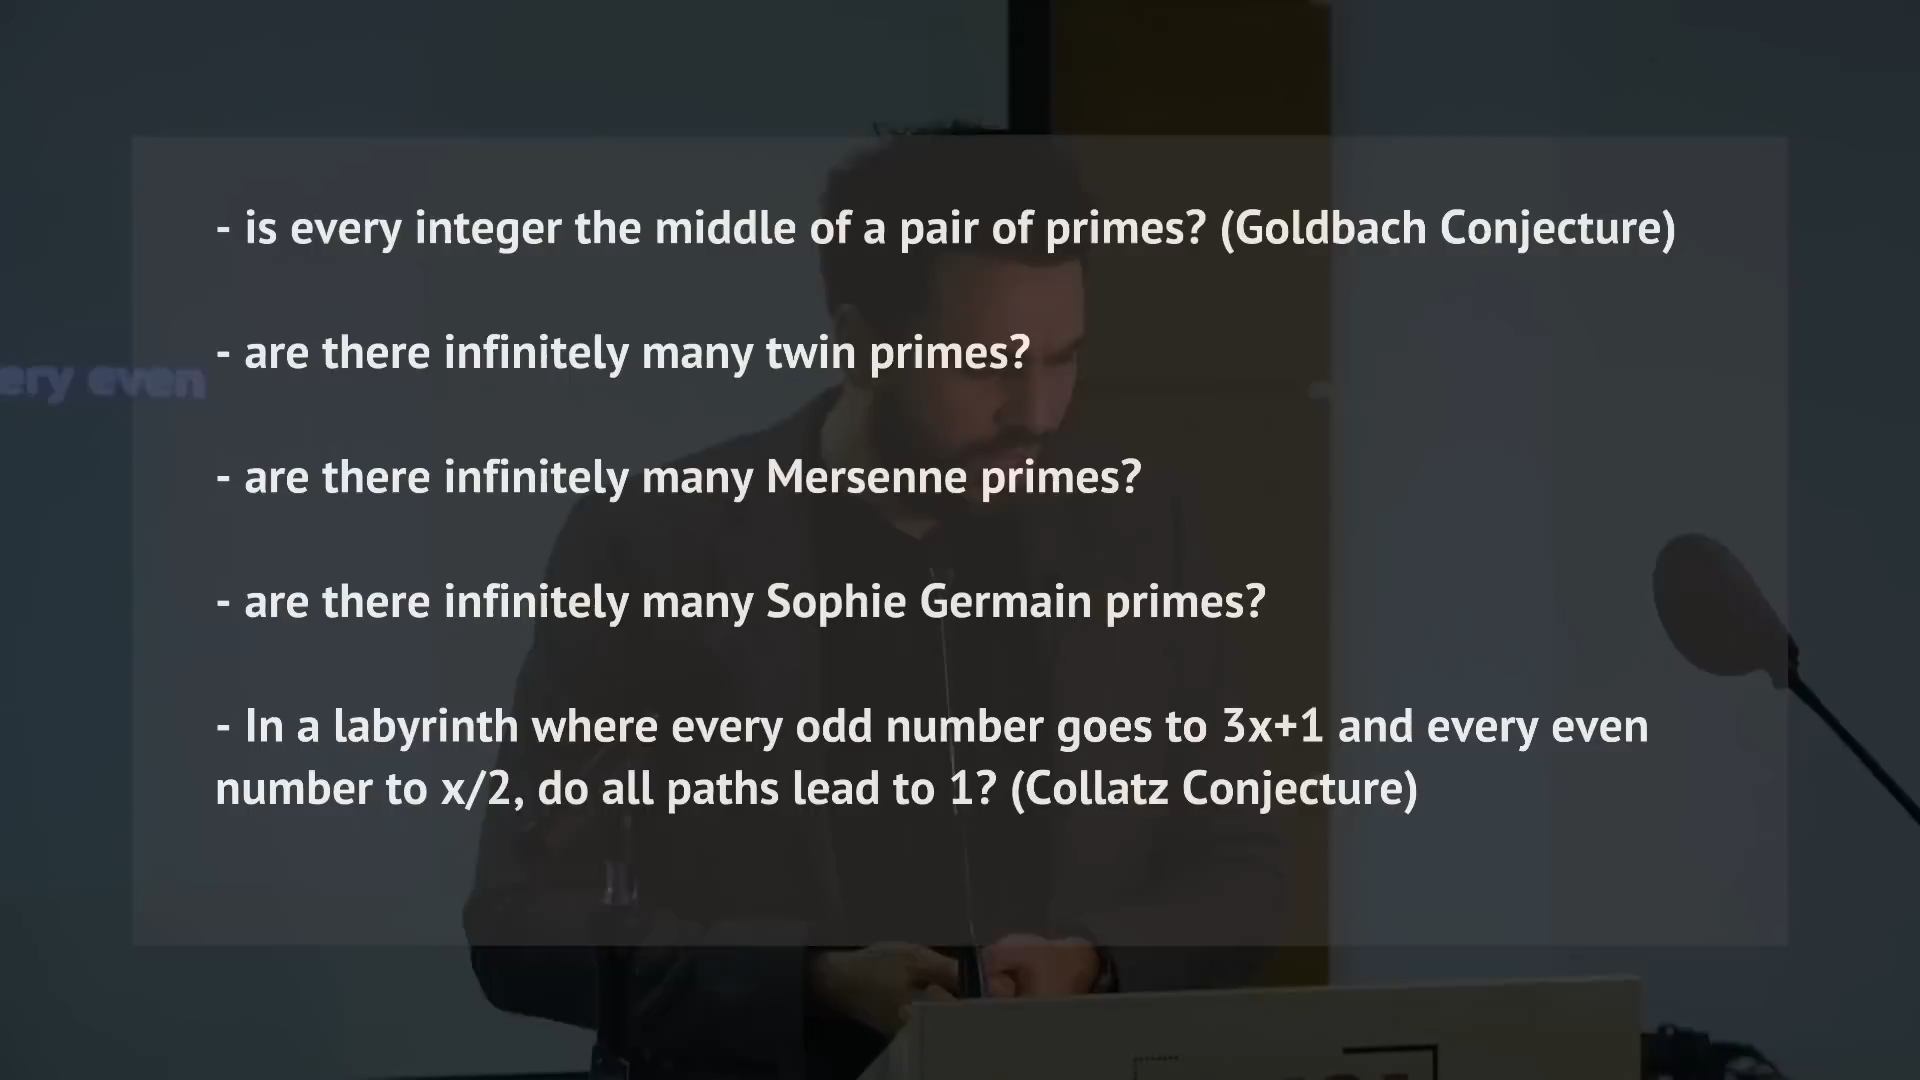 - is every integer the middle of a pair of primes? (Goldbach Conjecture)
- are there infinitely many twin primes?
ery even
- are there infinitely many Mersenne primes?
- are there infinitely many Sophie Germain primes?
- In a labyrinth where every odd number goes to 3x+1 and every even
number to x/2, do all paths lead to 1? (Collatz Conjecture)